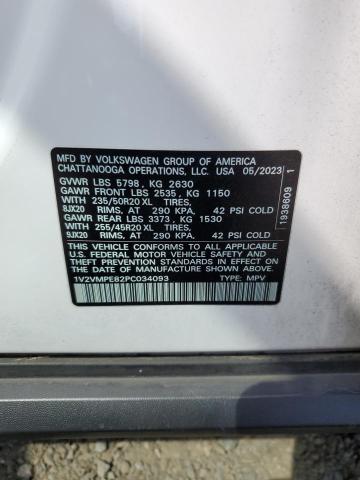 MFD. BY VOLKSWAGEN GROUP OF AMERICA
CHATTANOOGA OPERATIONS, LLC. USA 05/2023
GVWR LBS 5798, KG 2630
GAWR FRONT LBS 2535, KG 1150
WITH 235/50R20 XL TIRES,
8JX20 RIMS, AT 290 KPA, 42 PSI COLD
GAWR REAR LBS 3373, KG 1530
WITH 255/45R20 XL TIRES,
9JX20 RIMS, AT 290 KPA, 42 PSI COLD
THIS VEHICLE CONFORMS TO ALL APPLICABLE
U.S. FEDERAL MOTOR VEHICLE SAFETY
STANDARDS IN EFFECT ON THE DATE OF
MANUFACTURE SHOWN ABOVE.
1V2VMPE82PC034093 TYPE: MPV
1938609 1